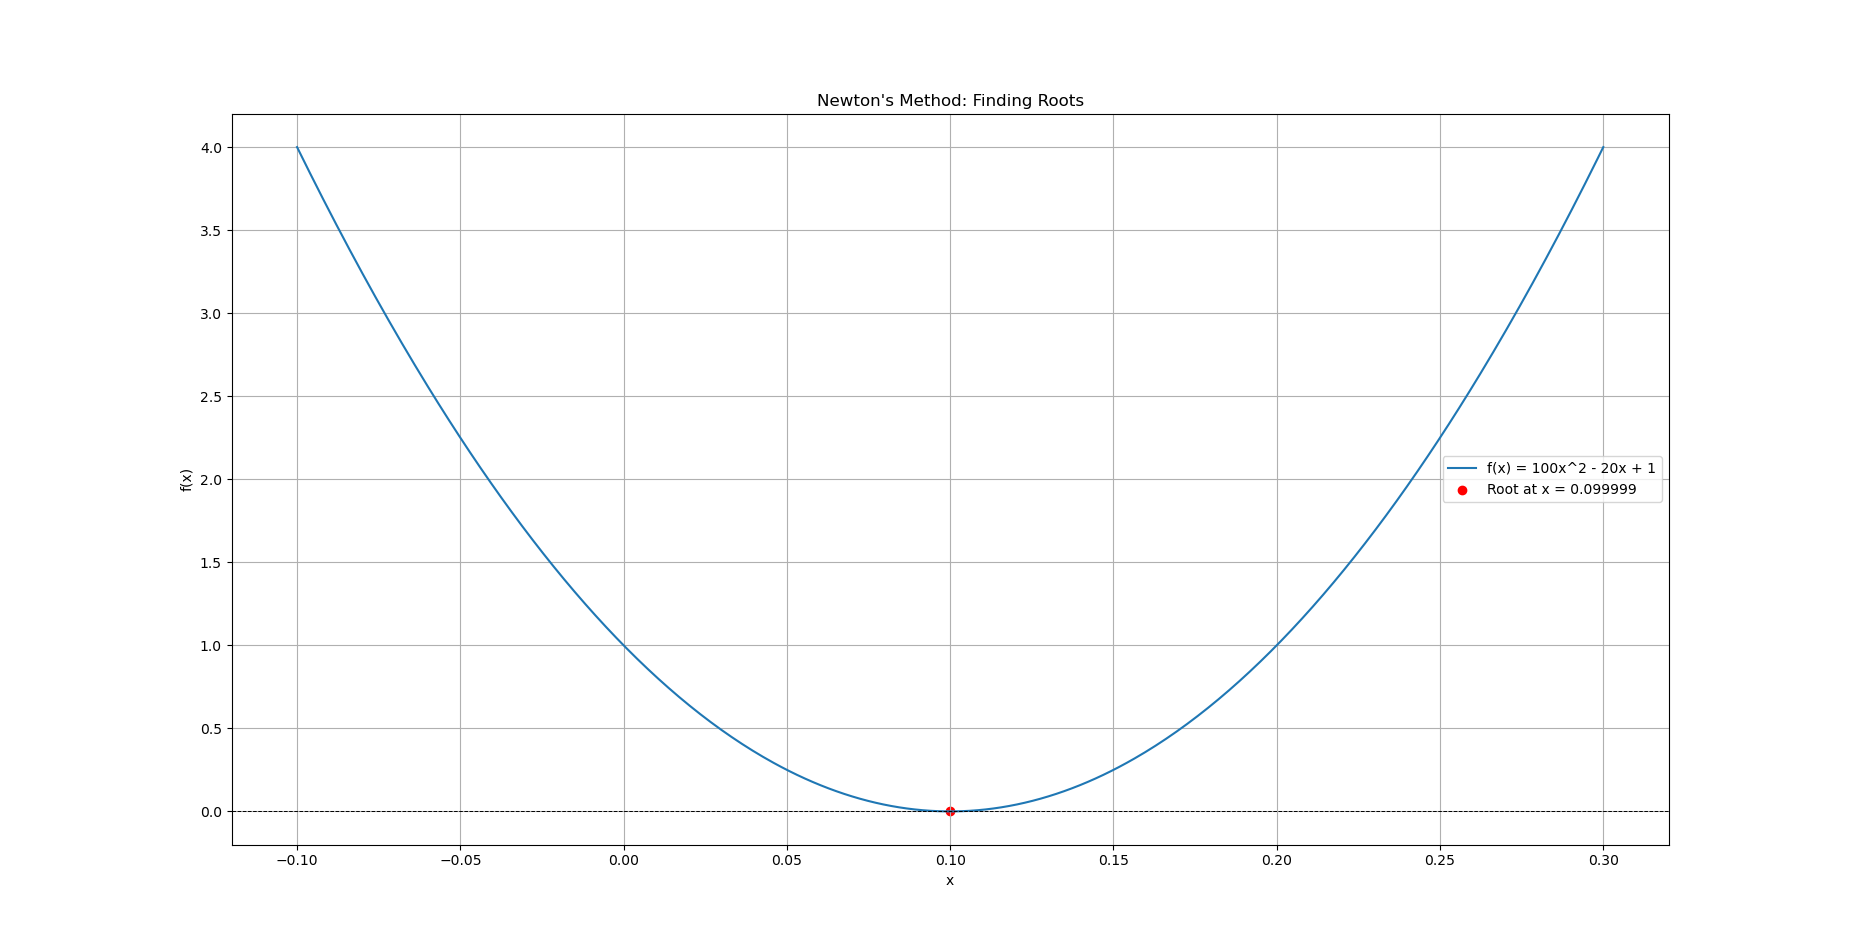 Newton's Method: Finding Roots
4.0
3.5
3.0
2.5
2.0
1.5
1.0
0.5
0.0
f(x)
f(x) = 100x^2 - 20x + 1
Root at x = 0.099999
−0.10 −0.05 0.00 0.05 0.10 0.15 0.20 0.25 0.30
x